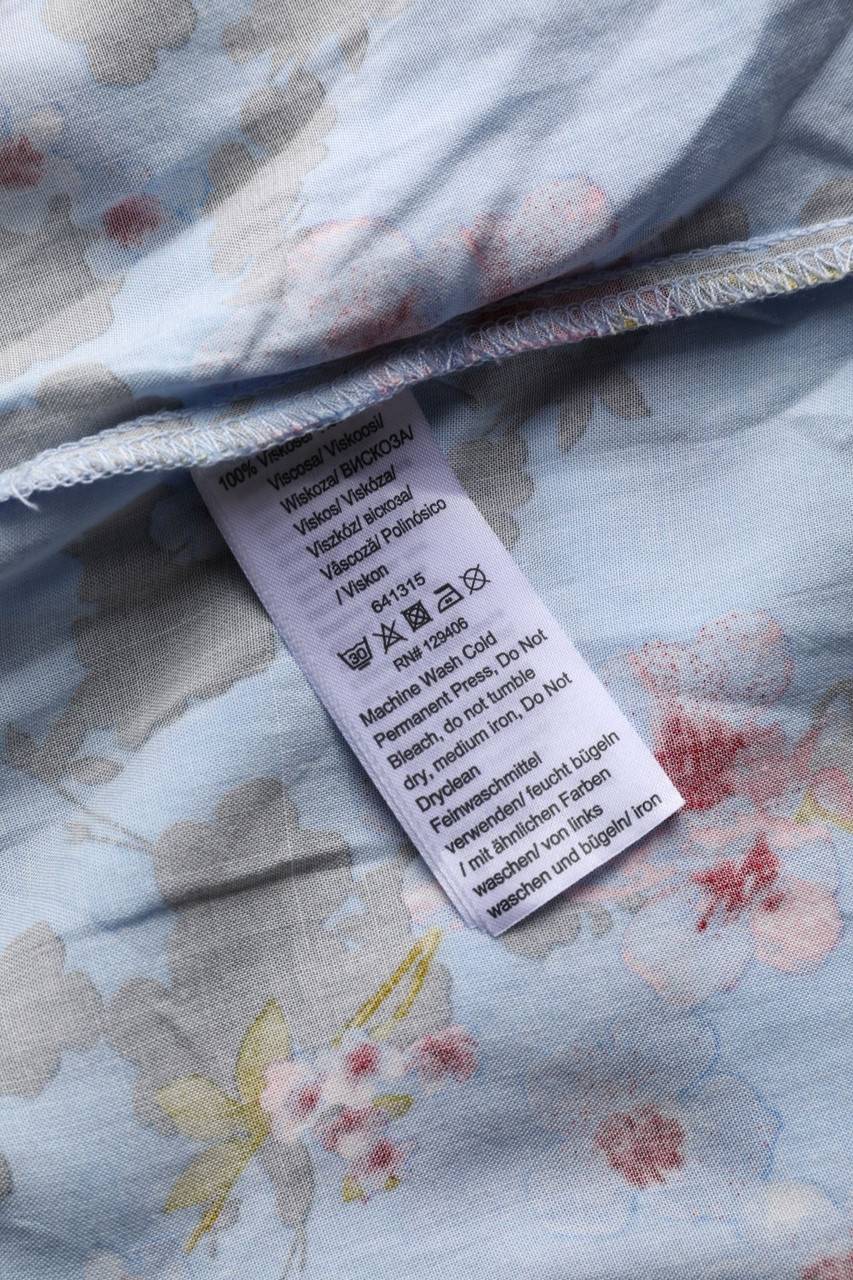 100% Viskose/
Viscosa/ Viskoosi/
Wiskoza/ ВИСКОЗА/
Viskos/ Viskóza/
Viszkóz/ віскоза/
Vâscoză/ Polinósico
/ Viskon
641315
30
RN# 129406
Machine Wash Cold
Permanent Press, Do Not
Bleach, do not tumble
dry, medium iron, Do Not
Dryclean
Feinwaschmittel
verwenden/ feucht bügeln
/ mit ähnlichen Farben
waschen/ von links
waschen und bügeln/ iron